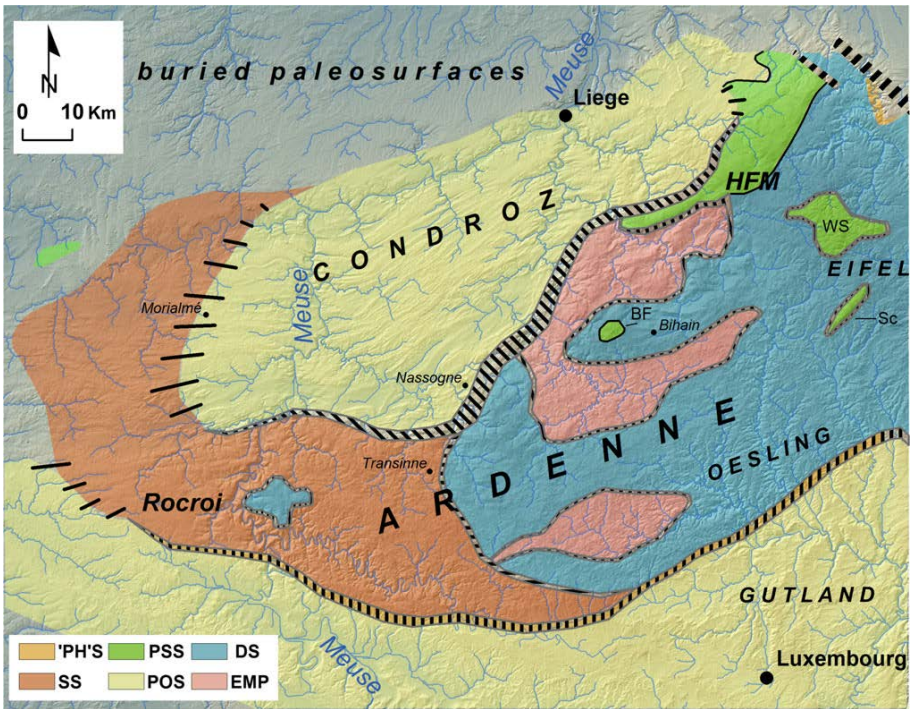 N
0 10 Km
buried paleosurfaces
Meuse
Liege
HFM
WS
EIFEL
Sc
CONDROZ
Meuse
Morialmé
BF
Bihain
Nassogne
Transinne
ARDENNE
OESLING
Rocroi
GUTLAND
Luxembourg
Meuse
'PH'S PSS DS
SS POS EMP